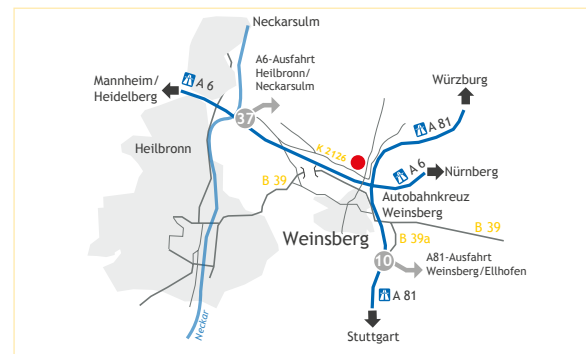 Neckarsulm
A6-Ausfahrt
Heilbronn/
Neckarsulm
Mannheim/
Heidelberg
A 6
Würzburg
37
A 81
K 2126
Heilbronn
A 6
Nürnberg
B 39
Autobahnkreuz
Weinsberg
B 39
Weinsberg
B 39a
10
A81-Ausfahrt
Weinsberg/Ellhofen
A 81
Neckar
Stuttgart